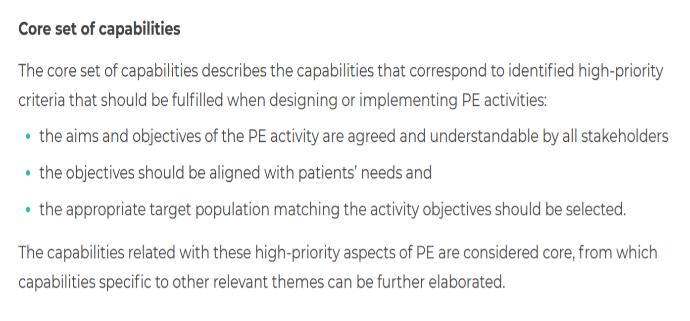 Core set of capabilities
The core set of capabilities describes the capabilities that correspond to identified high-priority
criteria that should be fulfilled when designing or implementing PE activities:
• the aims and objectives of the PE activity are agreed and understandable by all stakeholders
• the objectives should be aligned with patients' needs and
• the appropriate target population matching the activity objectives should be selected.
The capabilities related with these high-priority aspects of PE are considered core, from which
capabilities specific to other relevant themes can be further elaborated.